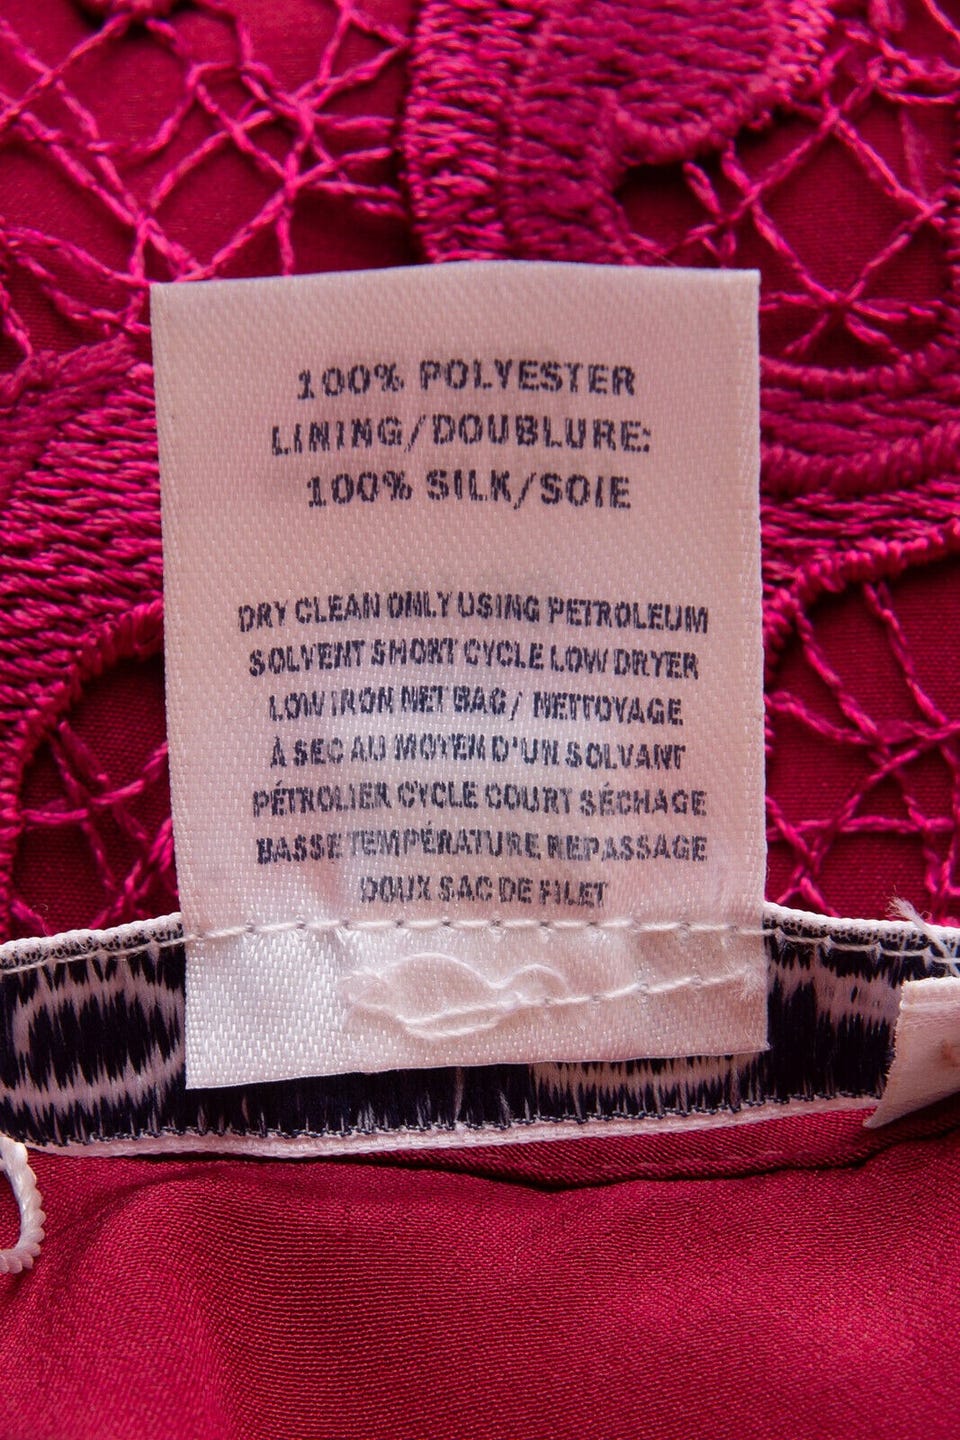 100% POLYESTER
LINING/DOUBLURE:
100% SILK/SOIE
DRY CLEAN ONLY USING PETROLEUM
SOLVENT SHORT CYCLE LOW DRYER
LOW IRON NET BAG / NETTOYAGE
À SEC AU MOYEN D'UN SOLVANT
PÉTROLIER CYCLE COURT SÉCHAGE
BASSE TEMPÉRATURE REPASSAGE
DOUX SAC DE FILET